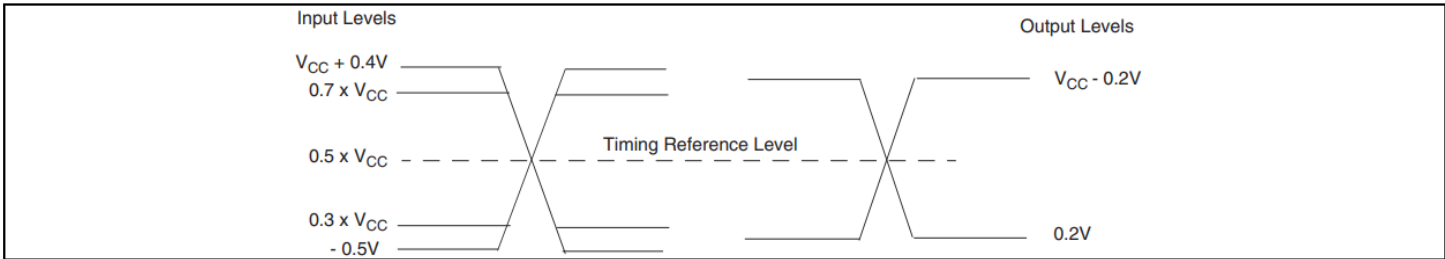 Input Levels
Output Levels
VCC + 0.4V
VCC - 0.2V
0.7 x VCC
Timing Reference Level
0.5 x VCC
0.3 x VCC
0.2V
- 0.5V